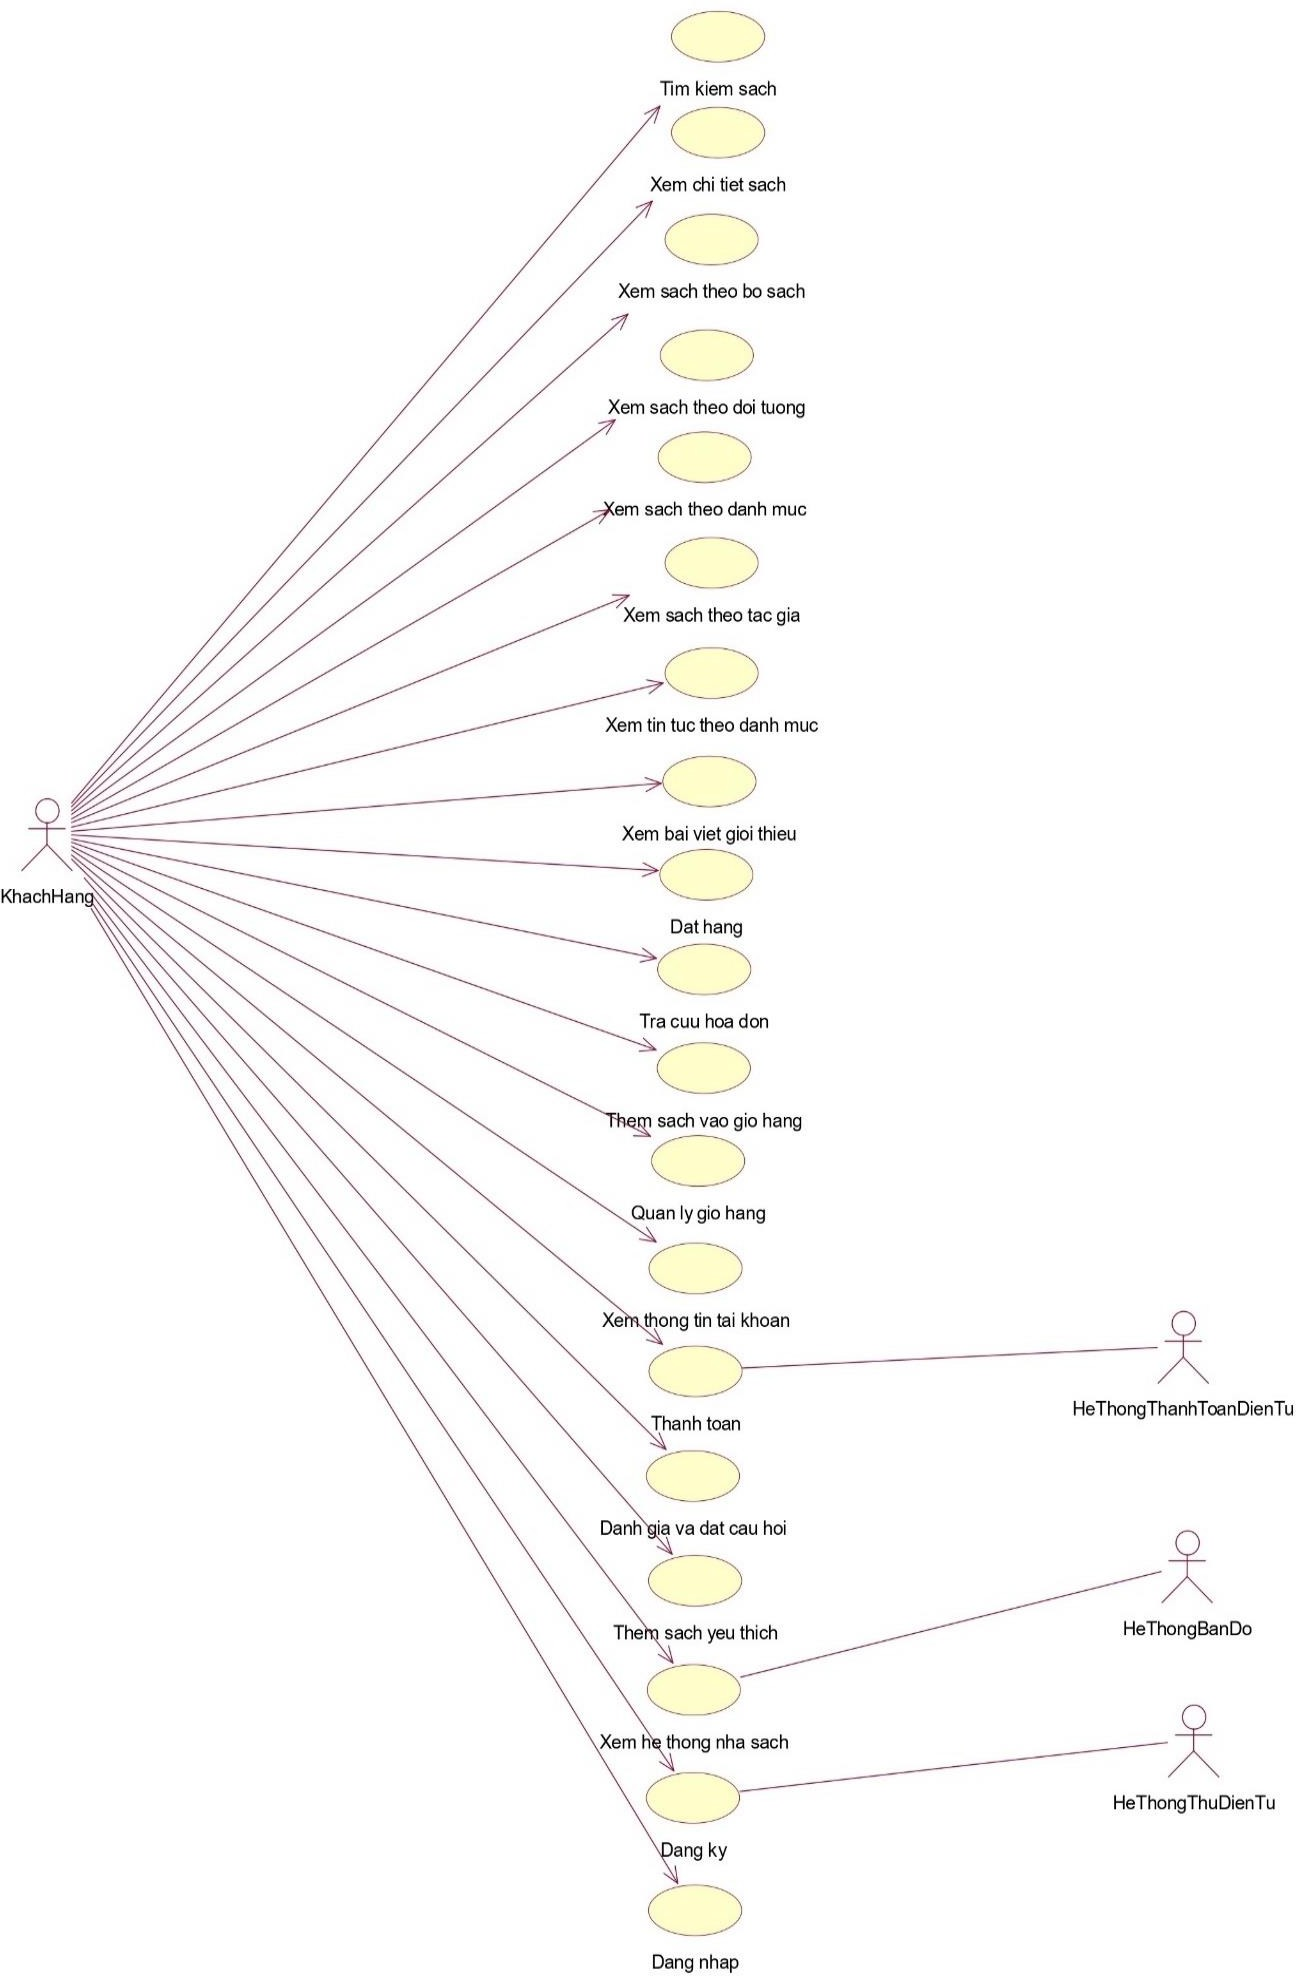 Tim kiem sach
Xem chi tiet sach
Xem sach theo bo sach
Xem sach theo doi tuong
Xem sach theo danh muc
Xem sach theo tac gia
Xem tin tuc theo danh muc
Xem bai viet gioi thieu
KhachHang
Dat hang
Tra cuu hoa don
Them sach vao gio hang
Quan ly gio hang
Xem thong tin tai khoan
HeThongThanhToanDienTu
Thanh toan
Danh gia va dat cau hoi
HeThongBanDo
Them sach yeu thich
Xem he thong nha sach
HeThongThuDienTu
Dang ky
Dang nhap